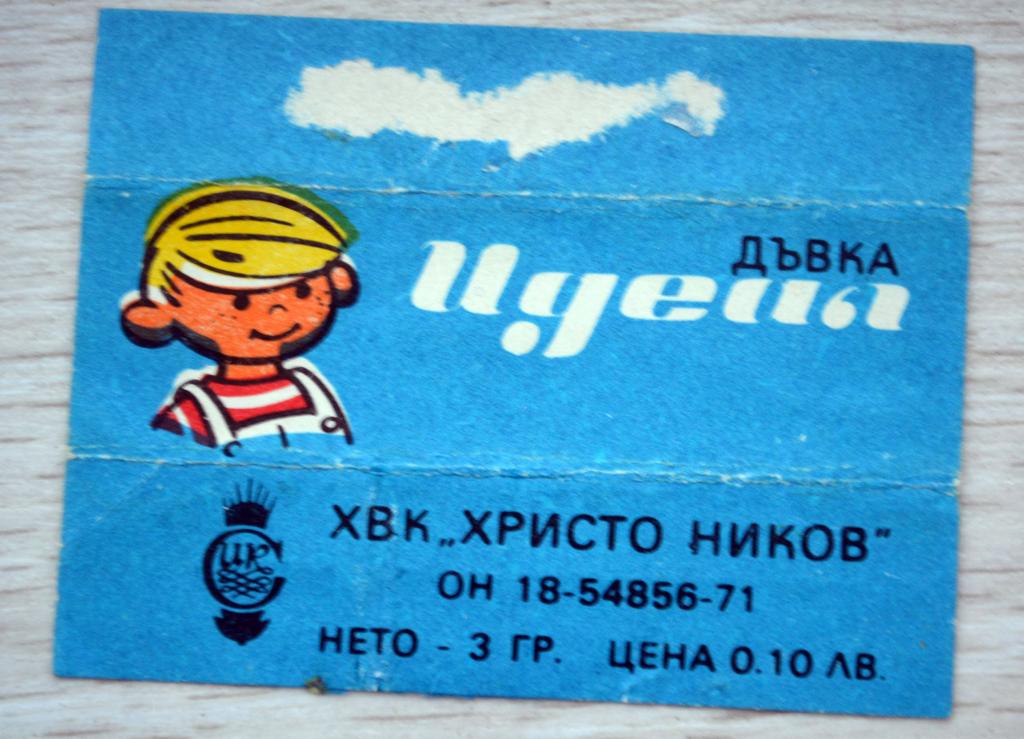 ДЪВКА
Идеал
ХВК „ХРИСТО НИКОВ"
ОН 18-54856-71
НЕТО - 3 ГР. ЦЕНА 0.10 ЛВ.